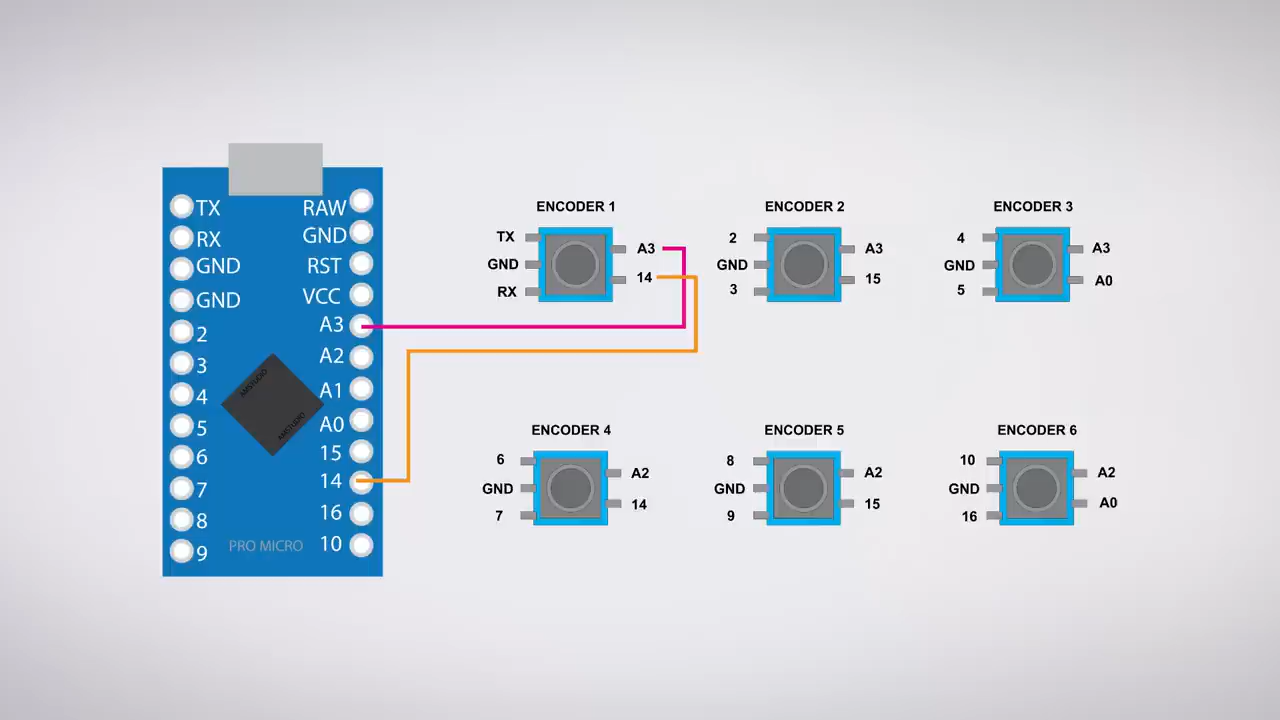 TX
RX
GND
GND
2
3
4
5
6
7
8
9
RAW
GND
RST
VCC
A3
A2
A1
A0
15
14
16
10
AMSTUDIO
AMSTUDIO
PRO MICRO
ENCODER 1
TX
GND
RX
A3
14
ENCODER 2
2
GND
3
A3
15
ENCODER 3
4
GND
5
A3
A0
ENCODER 4
6
GND
7
A2
14
ENCODER 5
8
GND
9
A2
15
ENCODER 6
10
GND
16
A2
A0